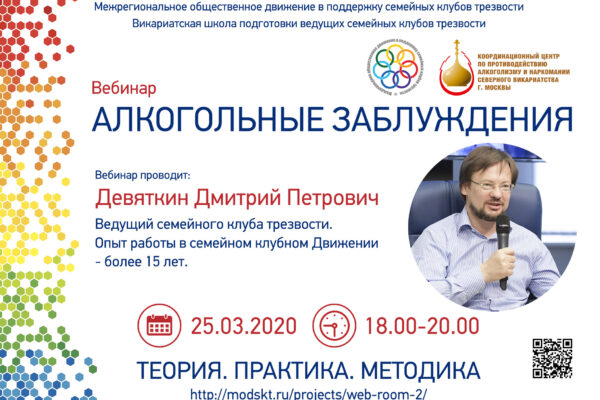 Межрегиональное общественное движение в поддержку семейных клубов трезвости
Викариатская школа подготовки ведущих семейных клубов трезвости
КООРДИНАЦИОННЫЙ ЦЕНТР
ПО ПРОТИВОДЕЙСТВИЮ
АЛКОГОЛИЗМУ И НАРКОМАНИИ
СЕВЕРНОГО ВИКАРИАТСТВА
Г. МОСКВЫ
Вебинар
АЛКОГОЛЬНЫЕ ЗАБЛУЖДЕНИЯ
Вебинар проводит:
Девяткин Дмитрий Петрович
Ведущий семейного клуба трезвости.
Опыт работы в семейном клубном Движении
- более 15 лет.
25.03.2020
18.00-20.00
ТЕОРИЯ. ПРАКТИКА. МЕТОДИКА
http://modskt.ru/projects/web-room-2/